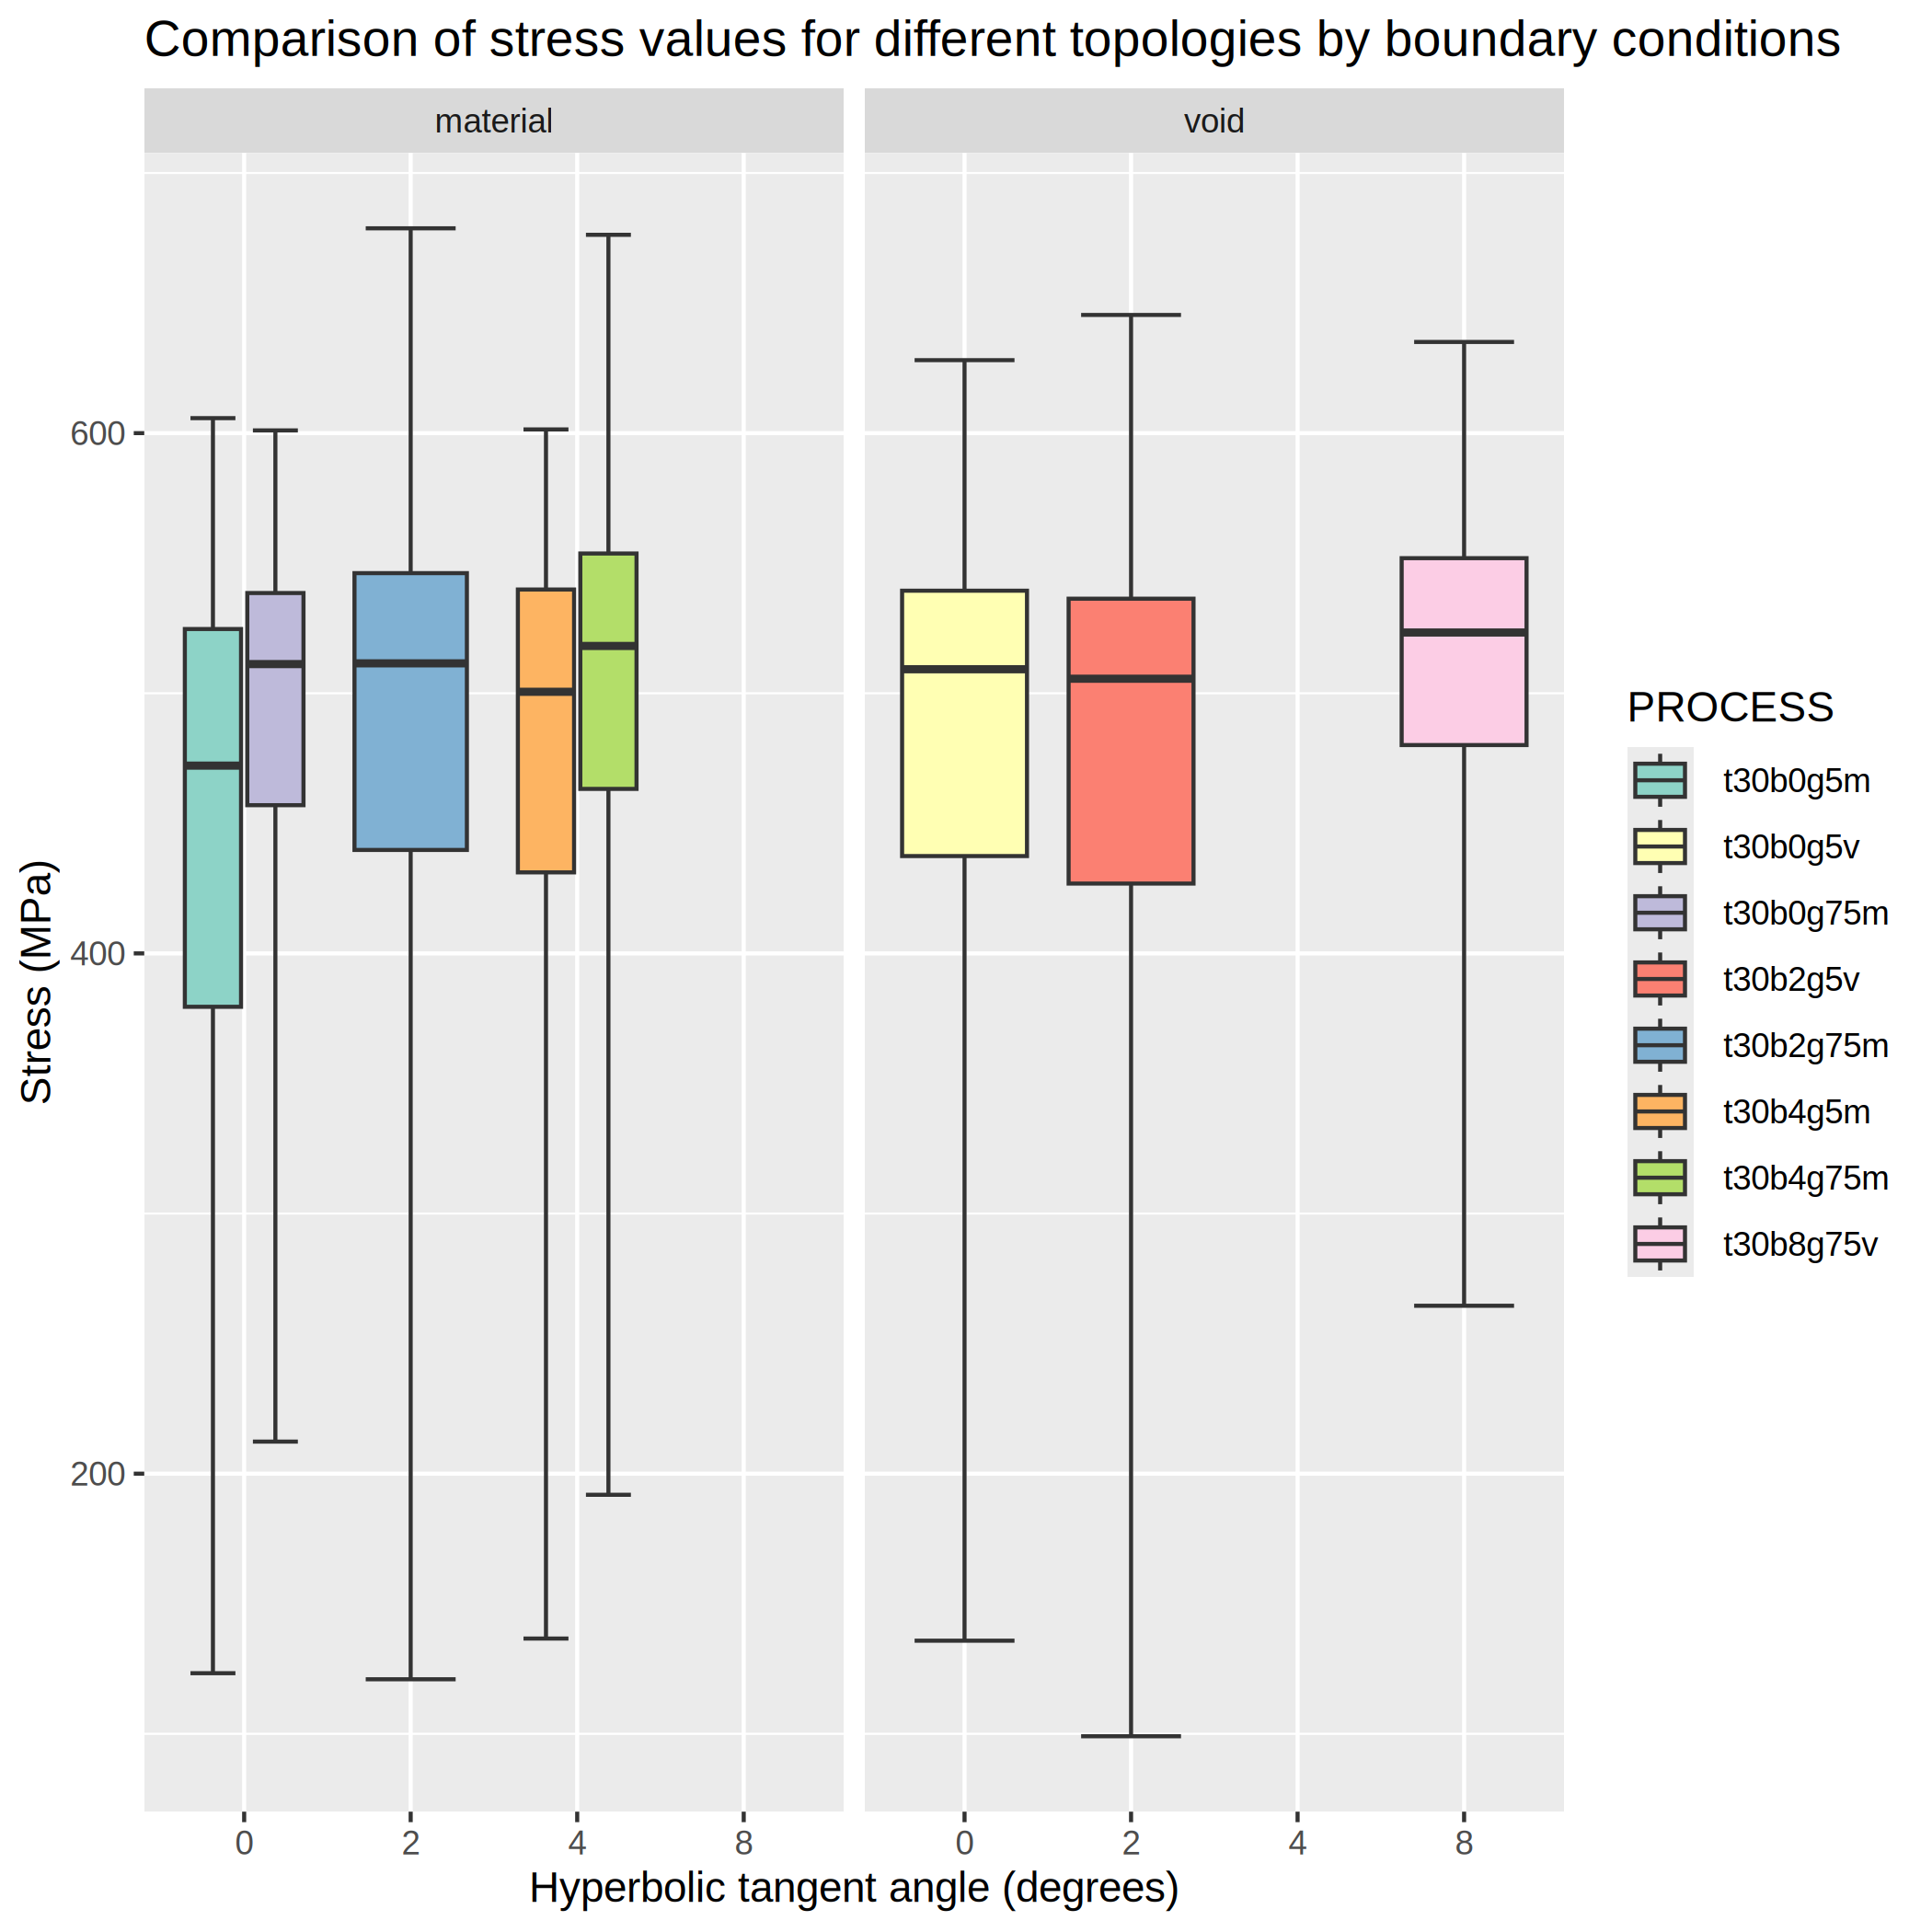 Comparison of stress values for different topologies by boundary conditions
material
void
600
400
200
Stress (MPa)
0
2
4
8
0
2
4
8
Hyperbolic tangent angle (degrees)
PROCESS
t30b0g5m
t30b0g5v
t30b0g75m
t30b2g5v
t30b2g75m
t30b4g5m
t30b4g75m
t30b8g75v